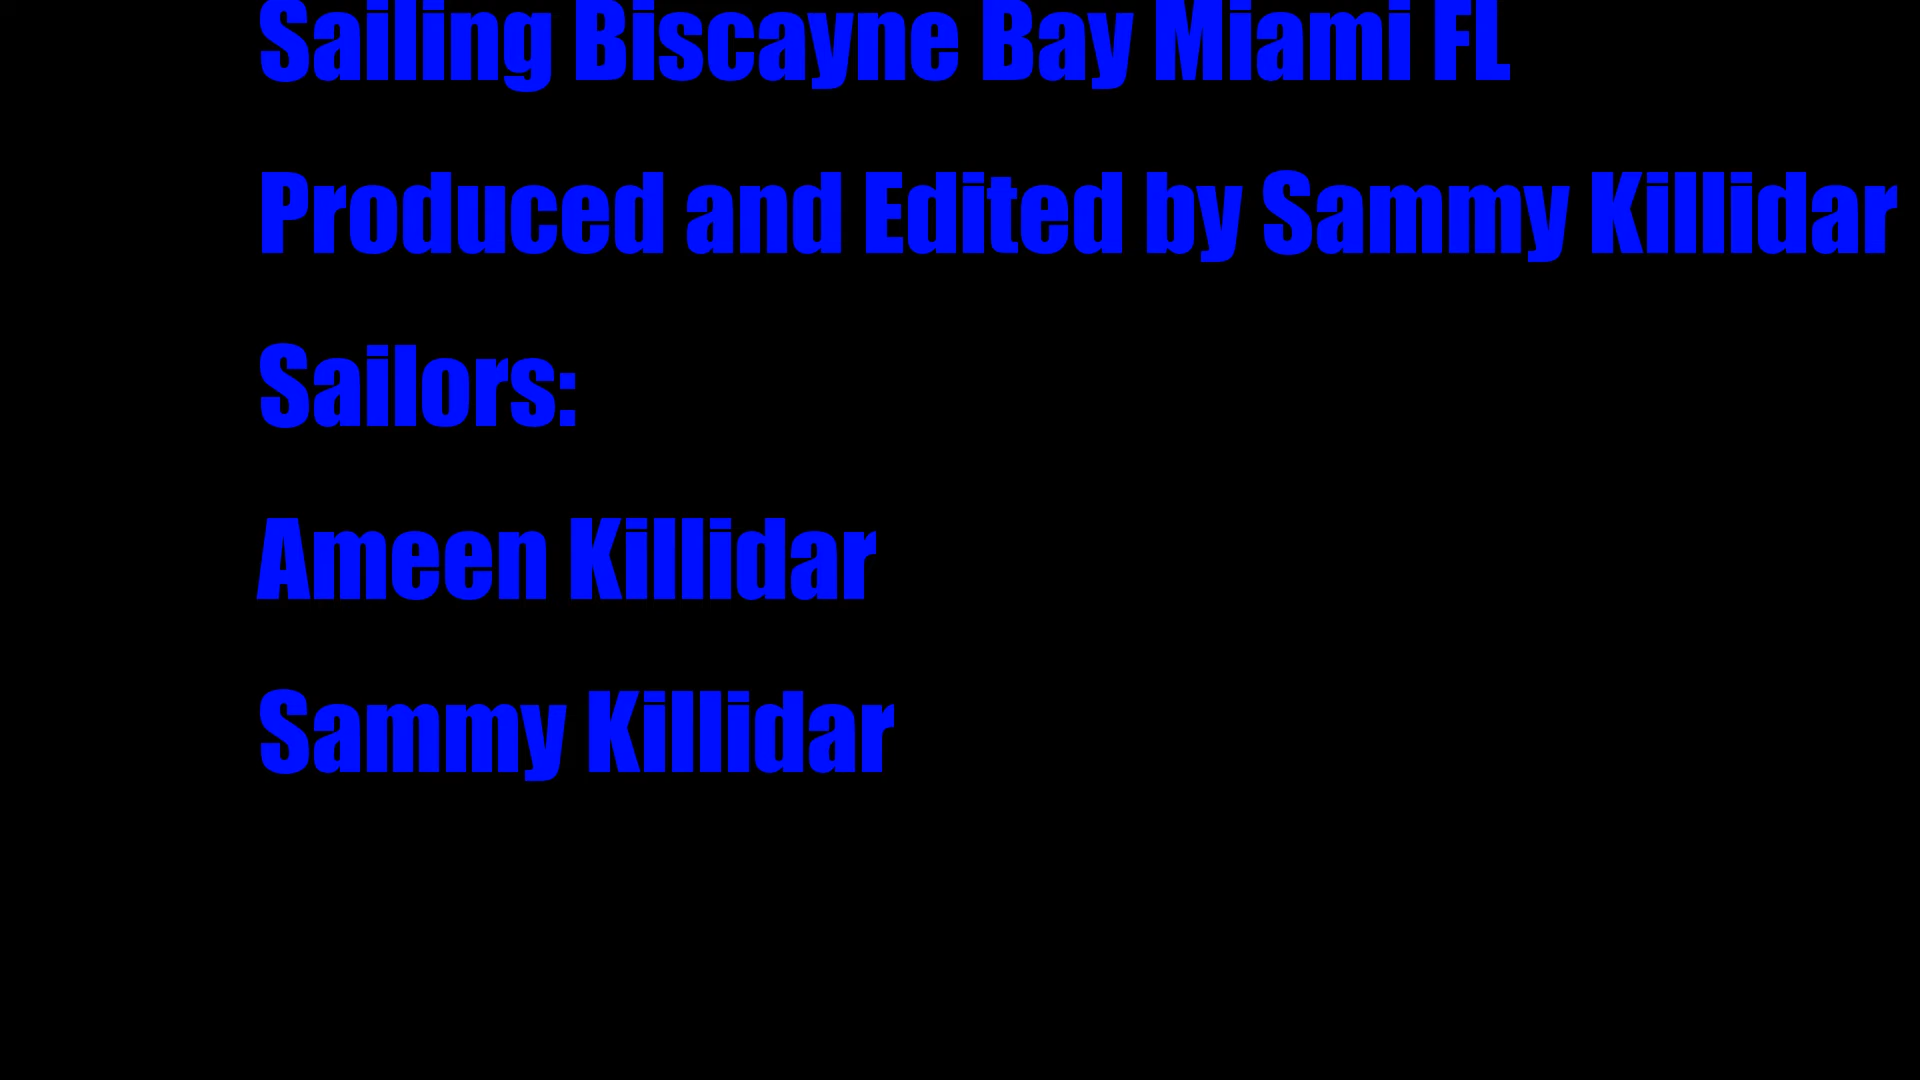 Sailing Biscayne Bay Miami FL
Produced and Edited by Sammy Killidar
Sailors:
Ameen Killidar
Sammy Killidar